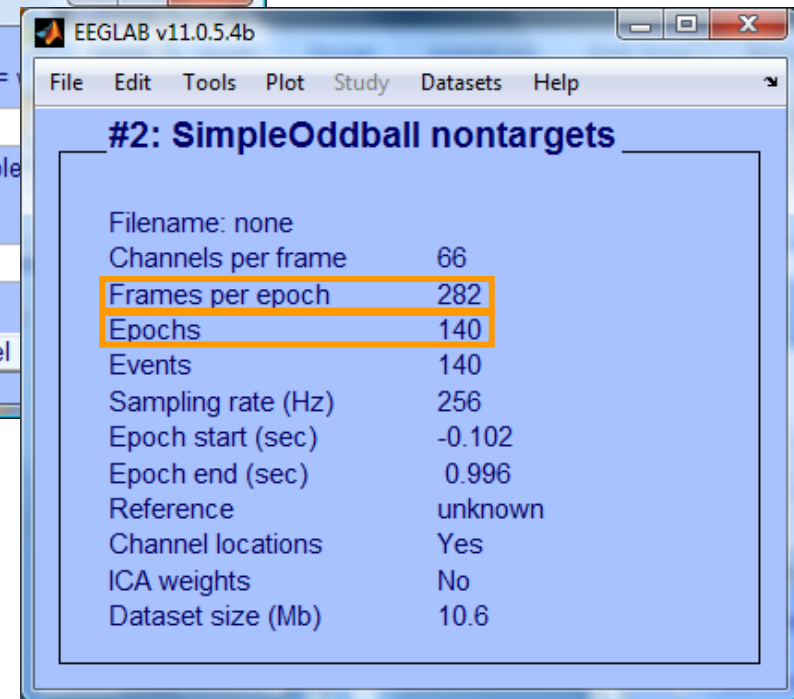 EEGLAB v11.0.5.4b
File Edit Tools Plot Study Datasets Help
#2: SimpleOddball nontargets
Filename: none
Channels per frame 66
Frames per epoch 282
Epochs 140
Events 140
Sampling rate (Hz) 256
Epoch start (sec) -0.102
Epoch end (sec) 0.996
Reference unknown
Channel locations Yes
ICA weights No
Dataset size (Mb) 10.6